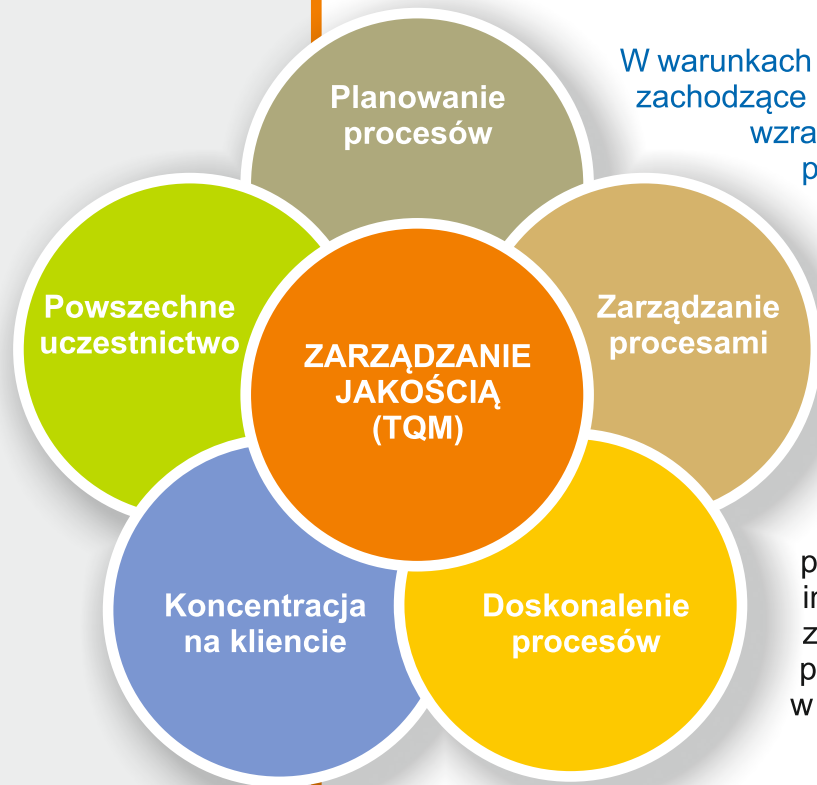 Planowanie
procesów
W warunkach
zachodzące
Powszechne
uczestnictwo
ZARZĄDZANIE
JAKOŚCIĄ
(TQM)
Zarządzanie
procesami
Koncentracja
na kliencie
Doskonalenie
procesów
w